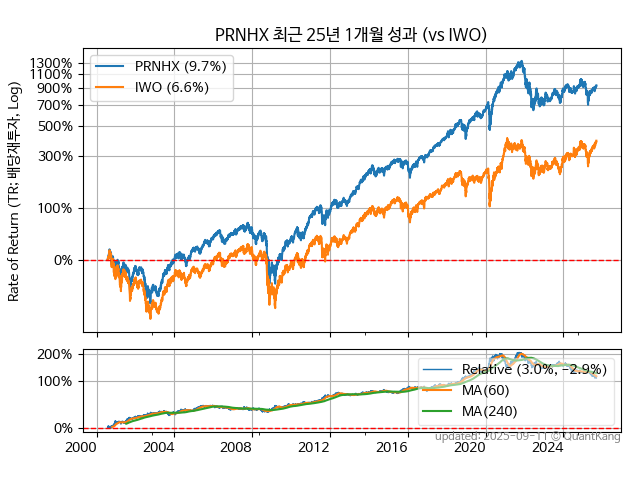 PRNHX 최근 25년 1개월 성과 (vs IWO)
Rate of Return (TR; 배당재투자, Log)
1300%
1100%
900%
700%
500%
300%
100%
0%
PRNHX (9.7%)
IWO (6.6%)
200%
100%
0%
Relative (3.0%, −2.9%)
MA(60)
MA(240)
2000 2004 2008 2012 2016 2020 2024
updated: 2025-09-11 © QuantKang